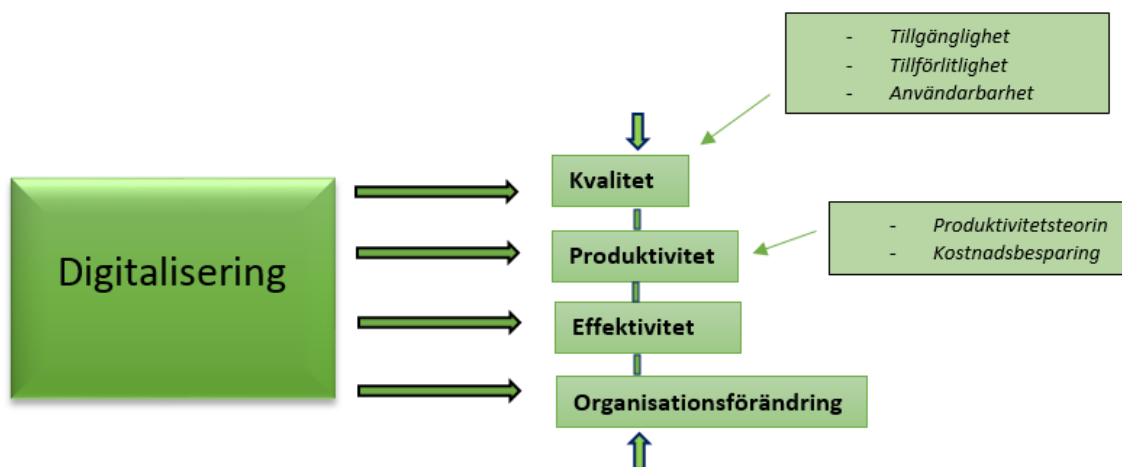 - Tillgänglighet
- Tillförlitlighet
- Användarbarhet
Kvalitet
Digitalisering
Produktivitet
- Produktivitetsteorin
- Kostnadsbesparing
Effektivitet
Organisationsförändring